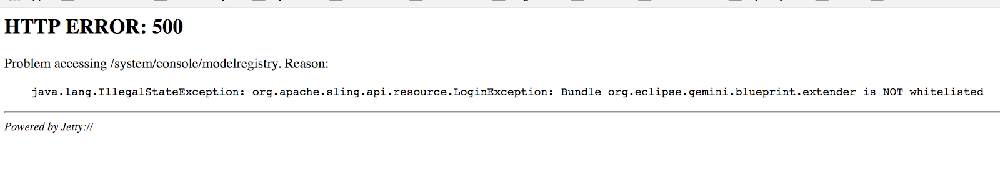 HTTP ERROR: 500
Problem accessing /system/console/modelregistry. Reason:
java.lang.IllegalStateException: org.apache.sling.api.resource.LoginException: Bundle org.eclipse.gemini.blueprint.extender is NOT whitelisted
Powered by Jetty://